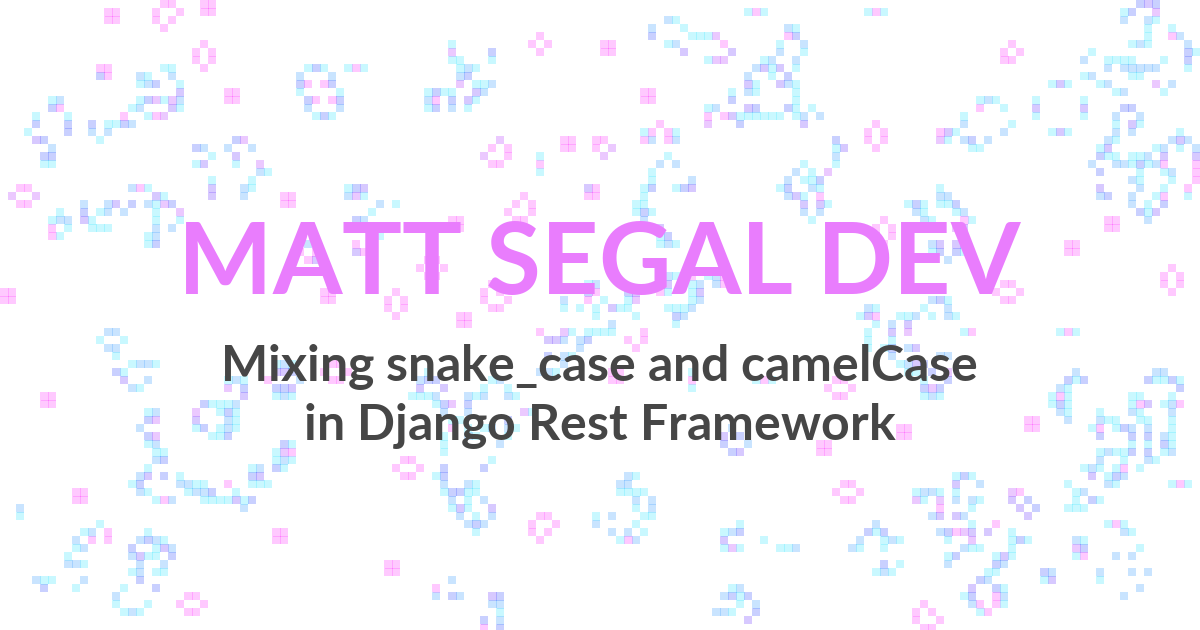 MATT SEGAL DEV
Mixing snake_case and camelCase
in Django Rest Framework